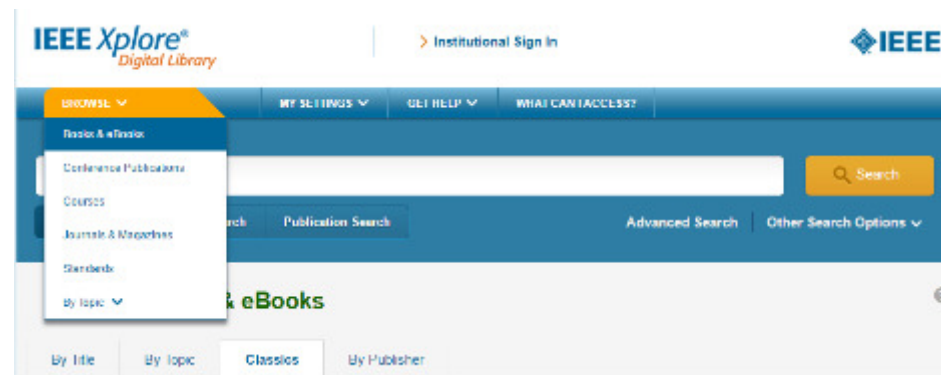 IEEE Xplore®
Digital Library
Institutional Sign In
IEEE
BROWSE
MY SETTINGS
GET HELP
WHAT CAN I ACCESS?
Books & eBooks
Conference Publications
Courses
Journals & Magazines
Standards
By Topic
Search
rch
Publication Search
Advanced Search
Other Search Options
& eBooks
By Title
By Topic
Classics
By Publisher